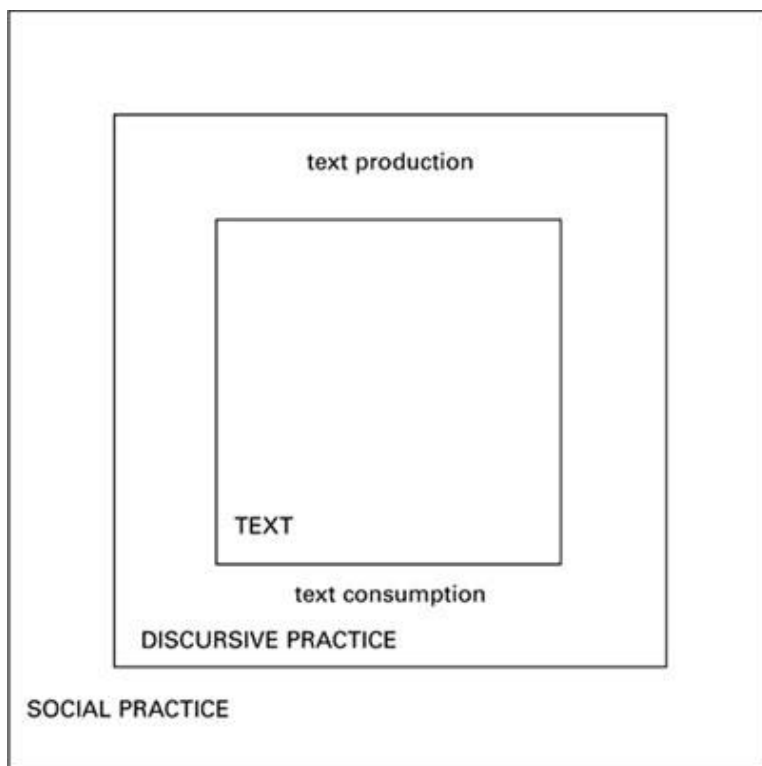 text production
TEXT
text consumption
DISCURSIVE PRACTICE
SOCIAL PRACTICE